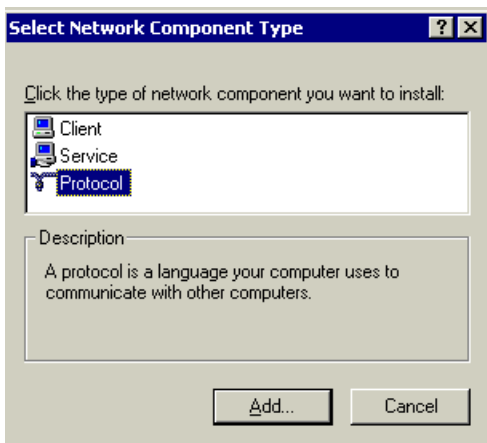 Select Network Component Type
Click the type of network component you want to install:
Client
Service
Protocol
Description
A protocol is a language your computer uses to
communicate with other computers.
Add...
Cancel